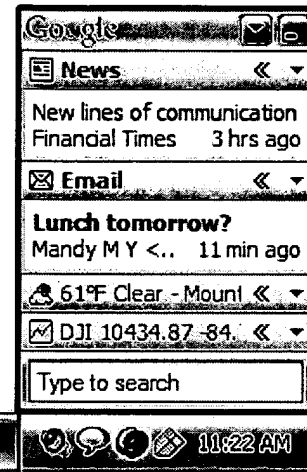 Google
News
New lines of communication
Financial Times 3 hrs ago
Email
Lunch tomorrow?
Mandy M Y <.. 11 min ago
61°F Clear - Mount
DJI 10434.87 -84.
Type to search
11:22 AM